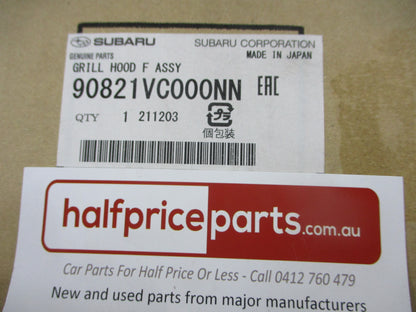 SUBARU SUBARU CORPORATION
GENUINE PARTS MADE IN JAPAN
GRILL HOOD F ASSY
90821VC000NN EAC
QTY 1 211203
プラ
個包装
halfpriceparts.com.au
Car Parts For Half Price Or Less - Call 0412 760 479
New and used parts from major manufacturers